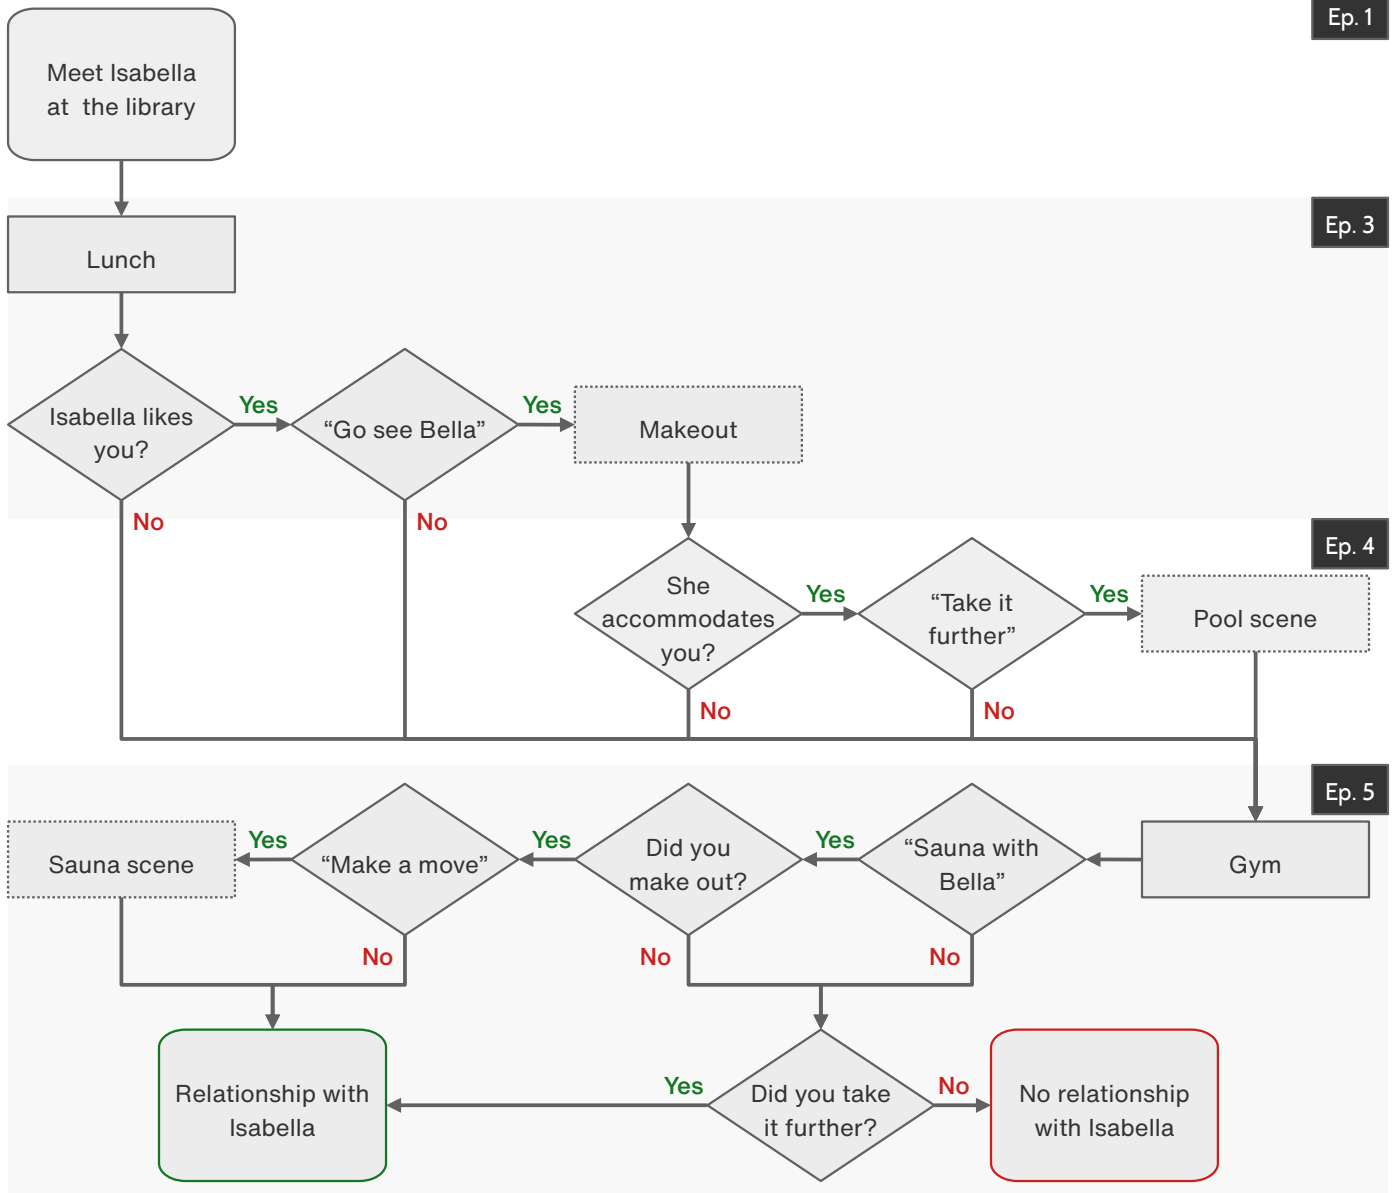 Ep. 1
Meet Isabella
at the library
Ep. 3
Lunch
Isabella likes
you?
Yes
“Go see Bella”
Yes
Makeout
No
No
Ep. 4
She
accommodates
you?
Yes
“Take it
further”
Yes
Pool scene
No
No
Ep. 5
Sauna scene
Yes
“Make a move”
Yes
Did you
make out?
Yes
“Sauna with
Bella”
Gym
No
No
No
Relationship with
Isabella
Yes
Did you take
it further?
No
No relationship
with Isabella